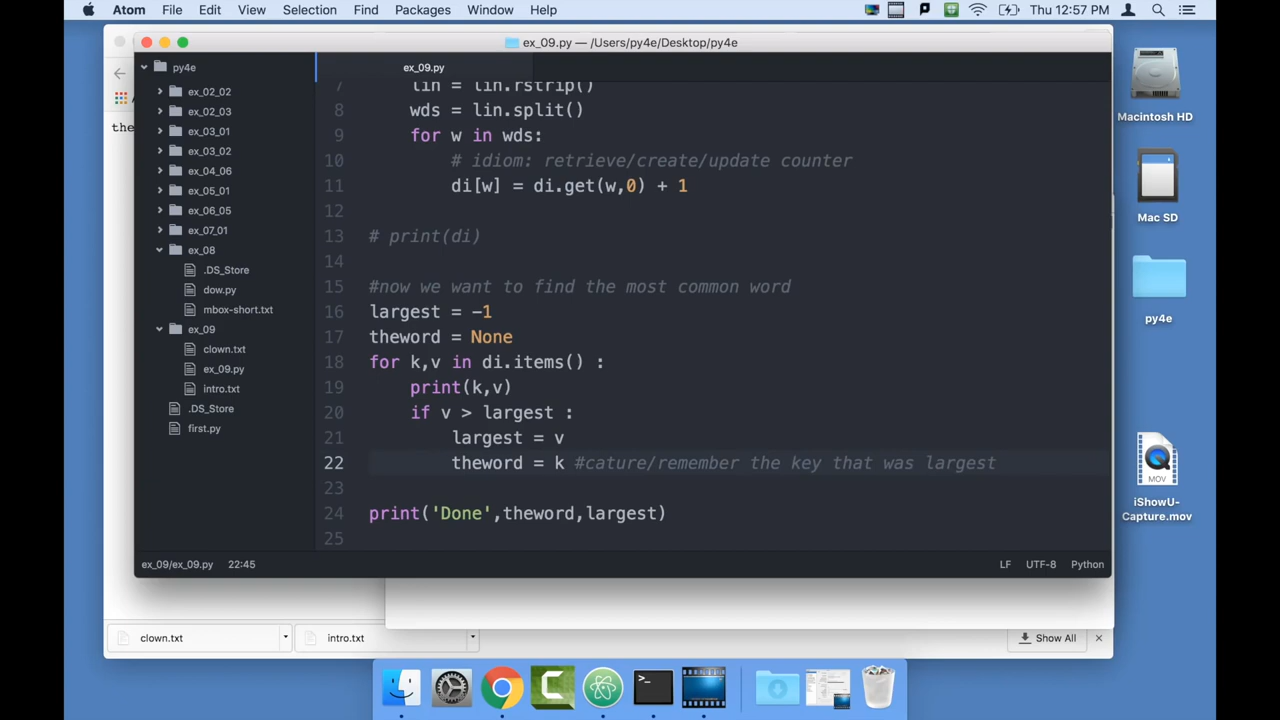 Atom File Edit View Selection Find Packages Window Help
Thu 12:57 PM
ex_09.py — /Users/py4e/Desktop/py4e
py4e
ex_09.py
ex_02_02
ex_02_03
ex_03_01
ex_03_02
ex_04_06
ex_05_01
ex_06_05
ex_07_01
ex_08
.DS_Store
dow.py
mbox-short.txt
ex_09
clown.txt
ex_09.py
intro.txt
.DS_Store
first.py
7 lin = lin.rstrip()
8 wds = lin.split()
9 for w in wds:
10 # idiom: retrieve/create/update counter
11 di[w] = di.get(w,0) + 1
12
13 # print(di)
14
15 #now we want to find the most common word
16 largest = -1
17 theword = None
18 for k,v in di.items() :
19 print(k,v)
20 if v > largest :
21 largest = v
22 theword = k #cature/remember the key that was largest
23
24 print('Done',theword,largest)
25
ex_09/ex_09.py 22:45
LF UTF-8 Python
the
clown.txt
intro.txt
Show All
Macintosh HD
Mac SD
py4e
MOV
iShowU-
Capture.mov